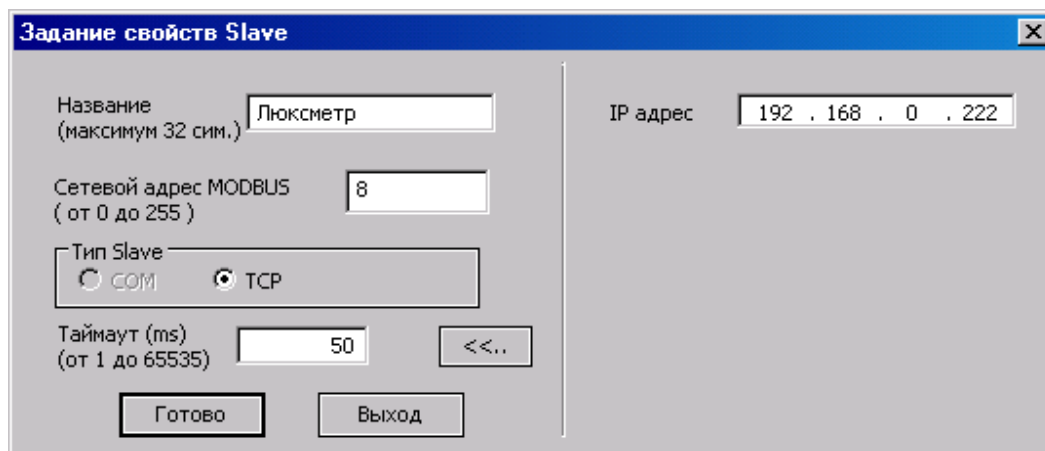 Задание свойств Slave
Название
(максимум 32 сим.)
Люксметр
Сетевой адрес MODBUS
( от 0 до 255 )
8
Тип Slave
COM
TCP
Таймаут (ms)
(от 1 до 65535)
50
<<..
Готово
Выход
IP адрес
192 . 168 . 0 . 222